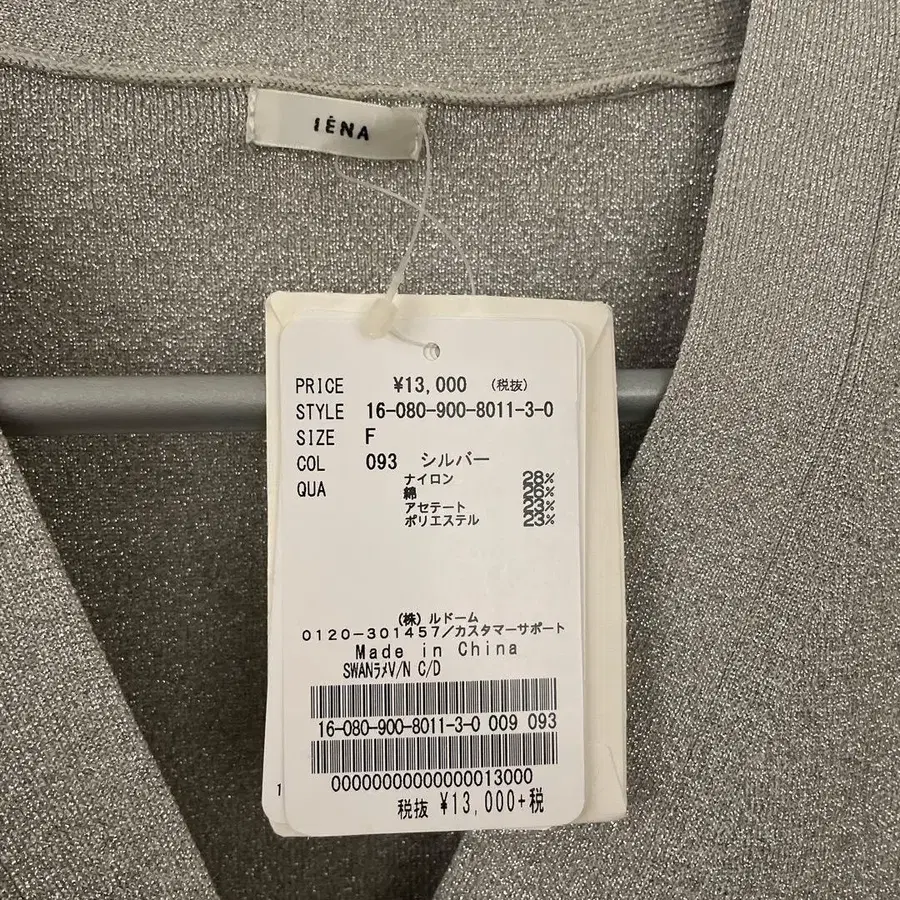 IÉNA
PRICE ¥13,000 (税抜)
STYLE 16-080-900-8011-3-0
SIZE F
COL 093 シルバー
QUA ナイロン 28%
綿 26%
アセテート 23%
ポリエステル 23%
(株)ルドーム
0120-301457/カスタマーサポート
Made in China
SWANラメV/N C/D
16-080-900-8011-3-0 009 093
00000000000000013000
1
税抜 ¥13,000+税